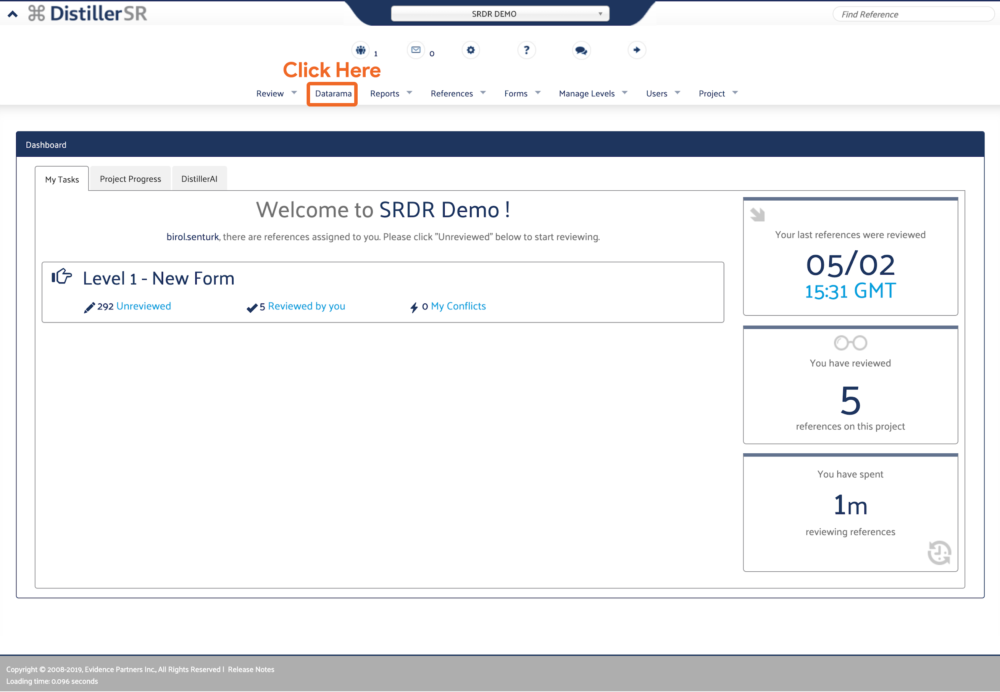 DistillerSR
SRDR DEMO
Find Reference
1
0
?
Click Here
Review Datarama Reports References Forms Manage Levels Users Project
Dashboard
My Tasks Project Progress DistillerAI
Welcome to SRDR Demo !
birol.senturk, there are references assigned to you. Please click "Unreviewed" below to start reviewing.
Level 1 - New Form
292 Unreviewed 5 Reviewed by you 0 My Conflicts
Your last references were reviewed
05/02
15:31 GMT
You have reviewed
5
references on this project
You have spent
1m
reviewing references
Copyright © 2008-2019, Evidence Partners Inc., All Rights Reserved | Release Notes
Loading time: 0.096 seconds